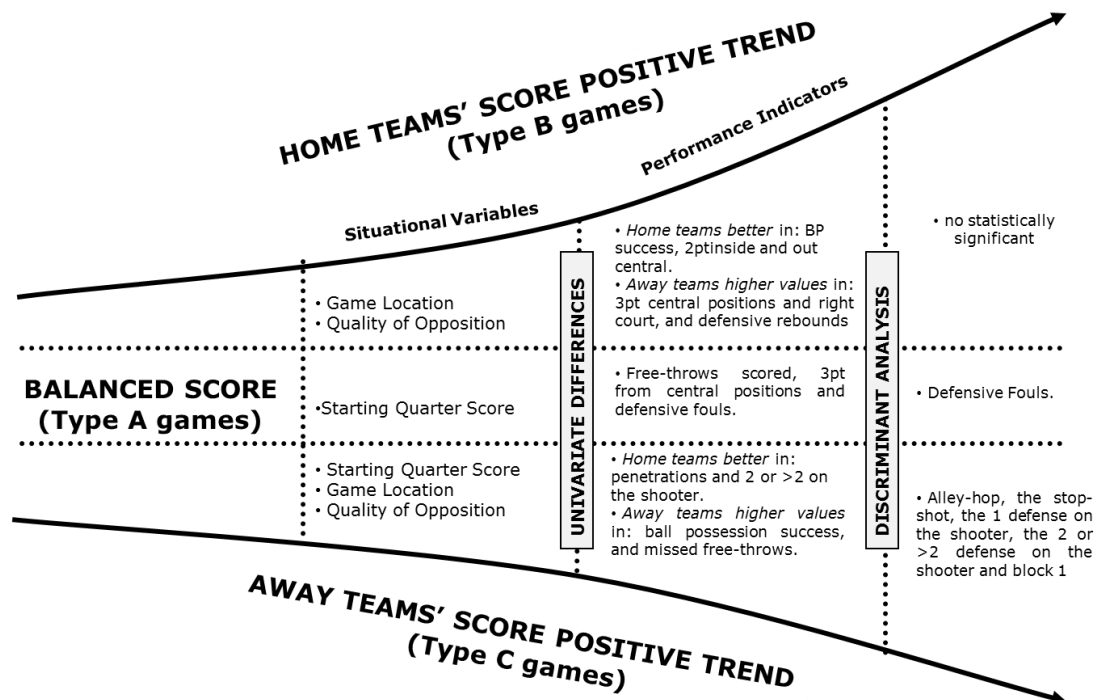 HOME TEAMS’ SCORE POSITIVE TREND
(Type B games)
Situational Variables
Performance Indicators
• Game Location
• Quality of Opposition
UNIVARIATE DIFFERENCES
• Home teams better in: BP
success, 2ptinside and out
central.
• Away teams higher values in:
3pt central positions and right
court, and defensive rebounds
DISCRIMINANT ANALYSIS
• no statistically
significant
BALANCED SCORE
(Type A games)
•Starting Quarter Score
• Free-throws scored, 3pt
from central positions and
defensive fouls.
• Defensive Fouls.
• Starting Quarter Score
• Game Location
• Quality of Opposition
• Home teams better in:
penetrations and 2 or >2 on
the shooter.
• Away teams higher values
in: ball possession success,
and missed free-throws.
• Alley-hop, the stop-
shot, the 1 defense on
the shooter, the 2 or
>2 defense on the
shooter and block 1
AWAY TEAMS’ SCORE POSITIVE TREND
(Type C games)